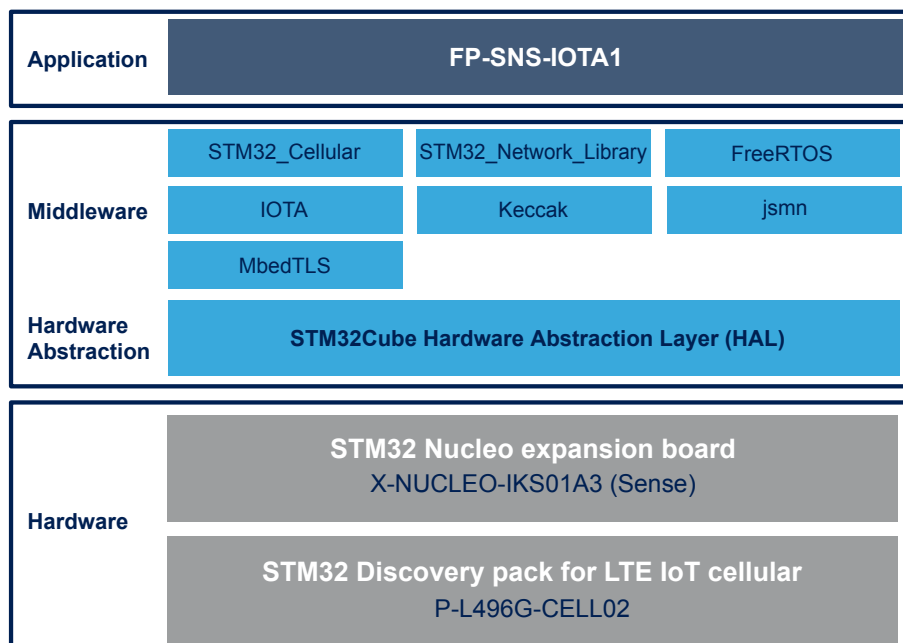 Application
FP-SNS-IOTA1
STM32_Cellular
STM32_Network_Library
FreeRTOS
Middleware
IOTA
Keccak
jsmn
MbedTLS
Hardware
Abstraction
STM32Cube Hardware Abstraction Layer (HAL)
Hardware
STM32 Nucleo expansion board
X-NUCLEO-IKS01A3 (Sense)
STM32 Discovery pack for LTE IoT cellular
P-L496G-CELL02